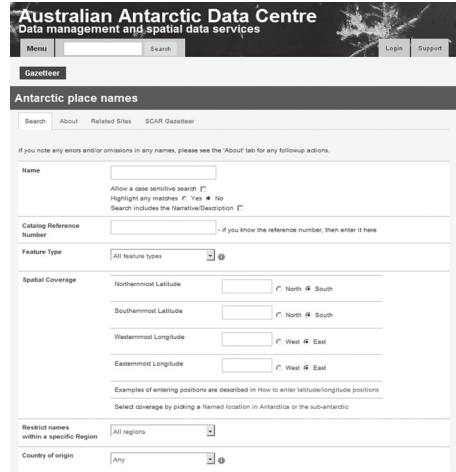 Australian Antarctic Data Centre
Data management and spatial data services
Menu
Search
Login
Support
Gazetteer
Antarctic place names
Search
About
Related Sites
SCAR Gazetteer
If you note any errors and/or omissions in any names, please see the 'About' tab for any followup actions.
Name
Allow a case sensitive search
Highlight any matches Yes No
Search includes the Narrative/Description
Catalog Reference
Number
- if you know the reference number, then enter it here
Feature Type
All feature types
Spatial Coverage
Northernmost Latitude
North South
Southernmost Latitude
North South
Westernmost Longitude
West East
Easternmost Longitude
West East
Examples of entering positions are described in How to enter latitude/longitude positions
Select coverage by picking a Named location in Antarctica or the sub-antarctic
Restrict names
within a specific Region
All regions
Country of origin
Any